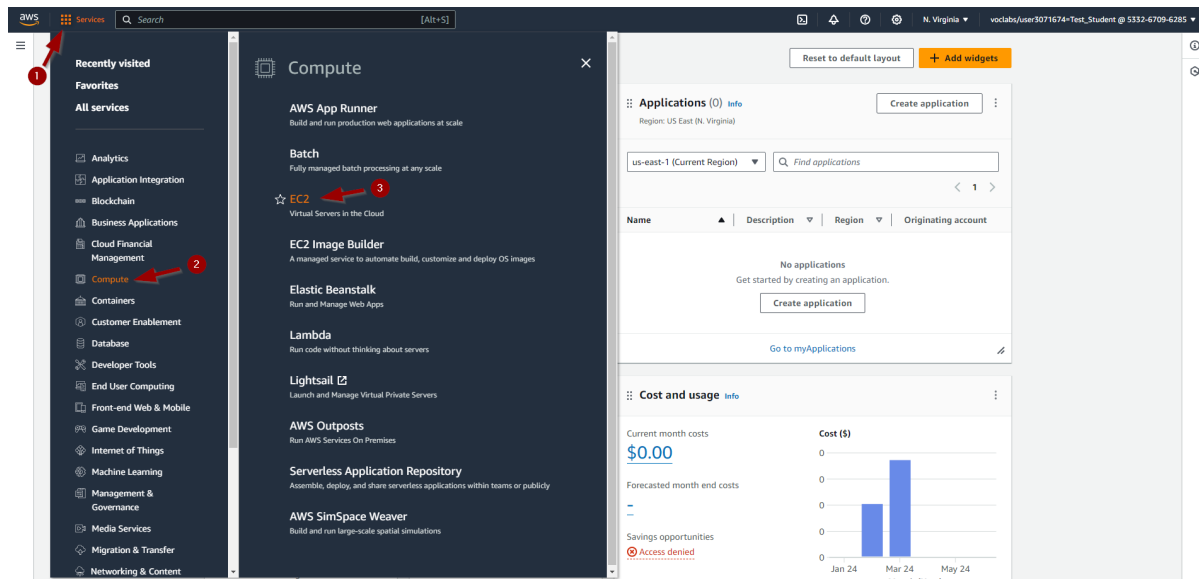 aws
Services
Search
[Alt+S]
N. Virginia
voclabs/user3071674=Test_Student @ 5332-6709-6285
1
Recently visited
Favorites
All services
Analytics
Application Integration
Blockchain
Business Applications
Cloud Financial
Management
2
Compute
Containers
Customer Enablement
Database
Developer Tools
End User Computing
Front-end Web & Mobile
Game Development
Internet of Things
Machine Learning
Management &
Governance
Media Services
Migration & Transfer
Networking & Content
Compute
AWS App Runner
Build and run production web applications at scale
Batch
Fully managed batch processing at any scale
3
EC2
Virtual Servers in the Cloud
EC2 Image Builder
A managed service to automate build, customize and deploy OS images
Elastic Beanstalk
Run and Manage Web Apps
Lambda
Run code without thinking about servers
Lightsail
Launch and Manage Virtual Private Servers
AWS Outposts
Run AWS Services On Premises
Serverless Application Repository
Assemble, deploy, and share serverless applications within teams or publicly
AWS SimSpace Weaver
Build and run large-scale spatial simulations
Reset to default layout
+ Add widgets
Applications (0) Info
Region: US East (N. Virginia)
Create application
us-east-1 (Current Region)
Find applications
1
Name
Description
Region
Originating account
No applications
Get started by creating an application.
Create application
Go to myApplications
Cost and usage Info
Current month costs
$0.00
Forecasted month end costs
-
Savings opportunities
Access denied
Cost ($)
0
0
0
0
0
Jan 24
Mar 24
May 24